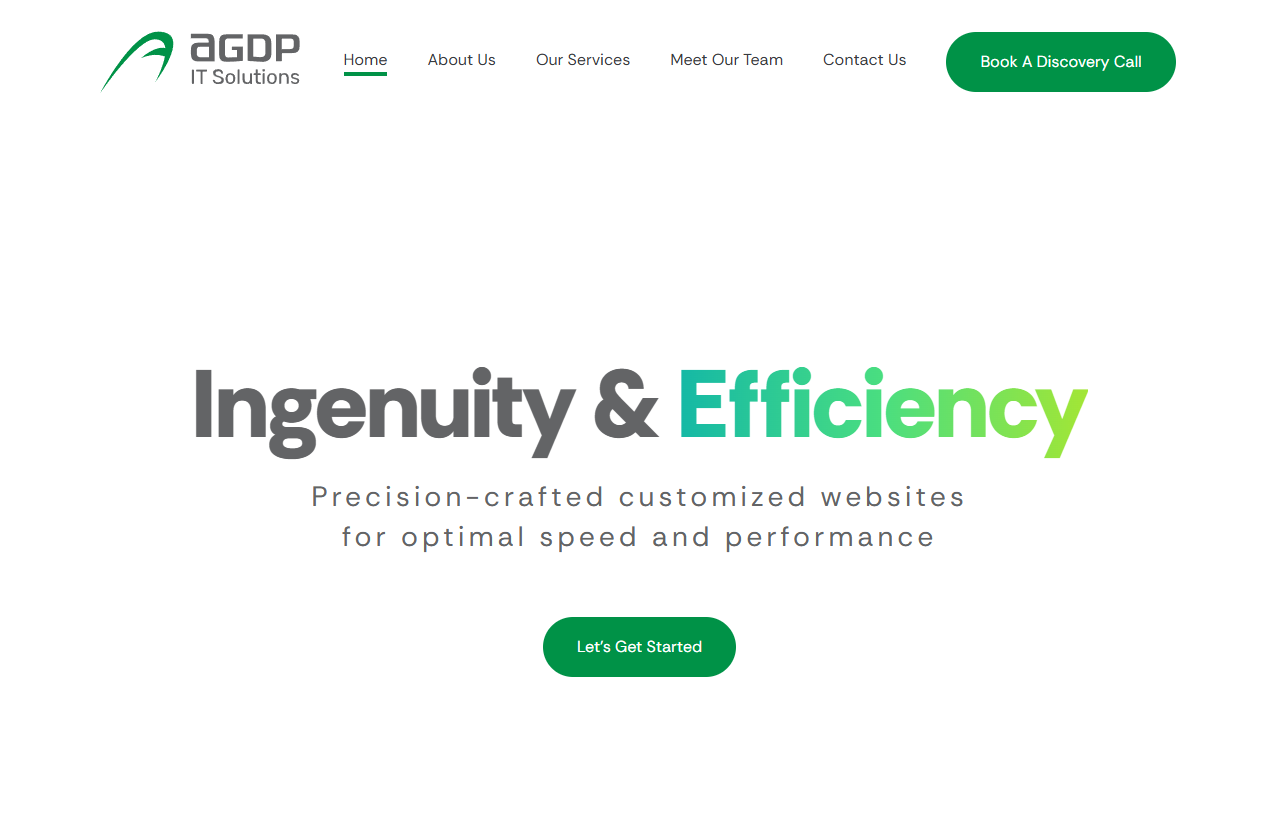 aGDP
IT Solutions
Home
About Us
Our Services
Meet Our Team
Contact Us
Book A Discovery Call
Ingenuity & Efficiency
Precision-crafted customized websites
for optimal speed and performance
Let's Get Started